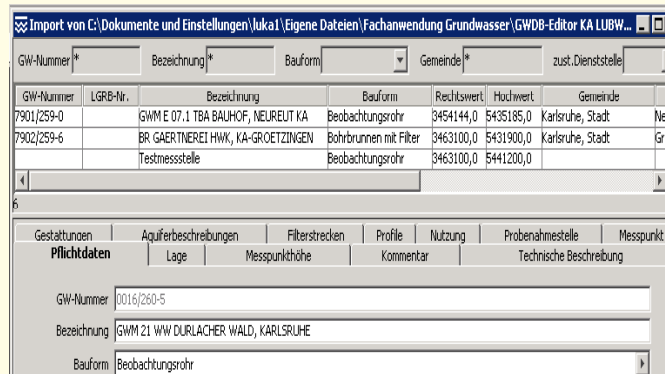 Import von C:\Dokumente und Einstellungen\luka1\Eigene Dateien\Fachanwendung Grundwasser\GWDB-Editor KA LUBW...
GW-Nummer * Bezeichnung * Bauform Gemeinde * zust.Dienststelle
GW-Nummer LGRB-Nr. Bezeichnung Bauform Rechtswert Hochwert Gemeinde
7901/259-0 GWM E 07.1 TBA BAUHOF, NEUREUT KA Beobachtungsrohr 3454144,0 5435185,0 Karlsruhe, Stadt Ne
7902/259-6 BR GAERTNEREI HWK, KA-GROETZINGEN Bohrbrunnen mit Filter 3463100,0 5431900,0 Karlsruhe, Stadt Gr
Testmessstelle Beobachtungsrohr 3463100,0 5441200,0
6
Gestattungen Aquiferbeschreibungen Filterstrecken Profile Nutzung Probenahmestelle Messpunkt
Pflichtdaten Lage Messpunkthöhe Kommentar Technische Beschreibung
GW-Nummer 0016/260-5
Bezeichnung GWM 21 WW DURLACHER WALD, KARLSRUHE
Bauform Beobachtungsrohr